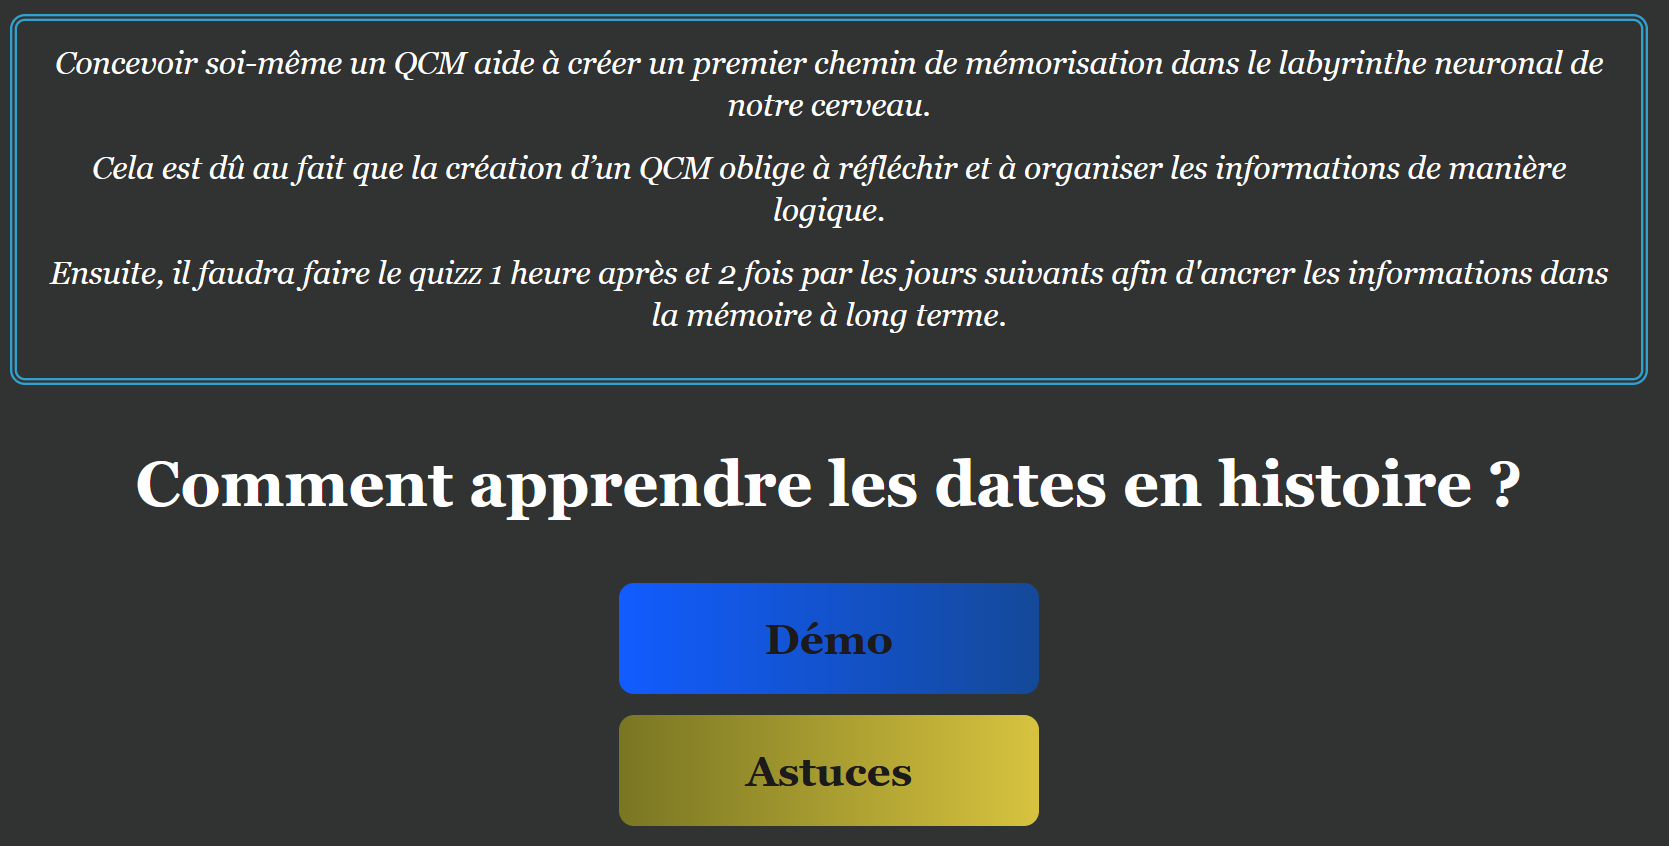 Concevoir soi-même un QCM aide à créer un premier chemin de mémorisation dans le labyrinthe neuronal de
notre cerveau.
Cela est dû au fait que la création d’un QCM oblige à réfléchir et à organiser les informations de manière
logique.
Ensuite, il faudra faire le quizz 1 heure après et 2 fois par les jours suivants afin d'ancrer les informations dans
la mémoire à long terme.
Comment apprendre les dates en histoire ?
Démo
Astuces